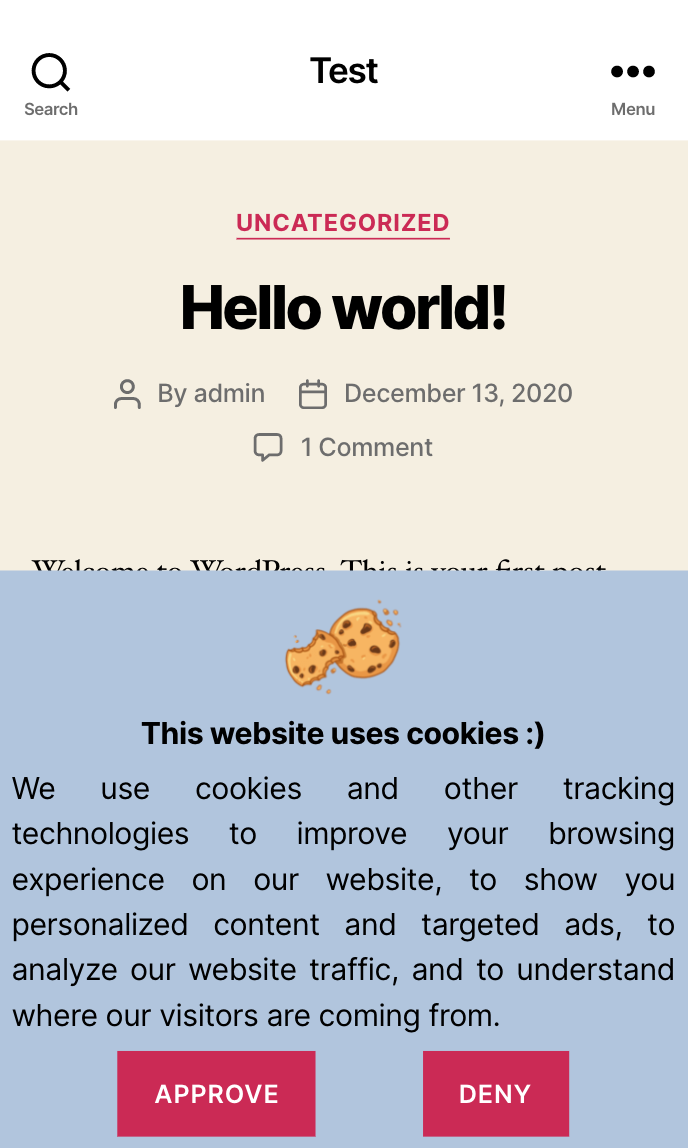 Test
Search
Menu
UNCATEGORIZED
Hello world!
By admin December 13, 2020
1 Comment
Welcome to WordPress. This is your first post.
This website uses cookies :)
We use cookies and other tracking
technologies to improve your browsing
experience on our website, to show you
personalized content and targeted ads, to
analyze our website traffic, and to understand
where our visitors are coming from.
APPROVE DENY